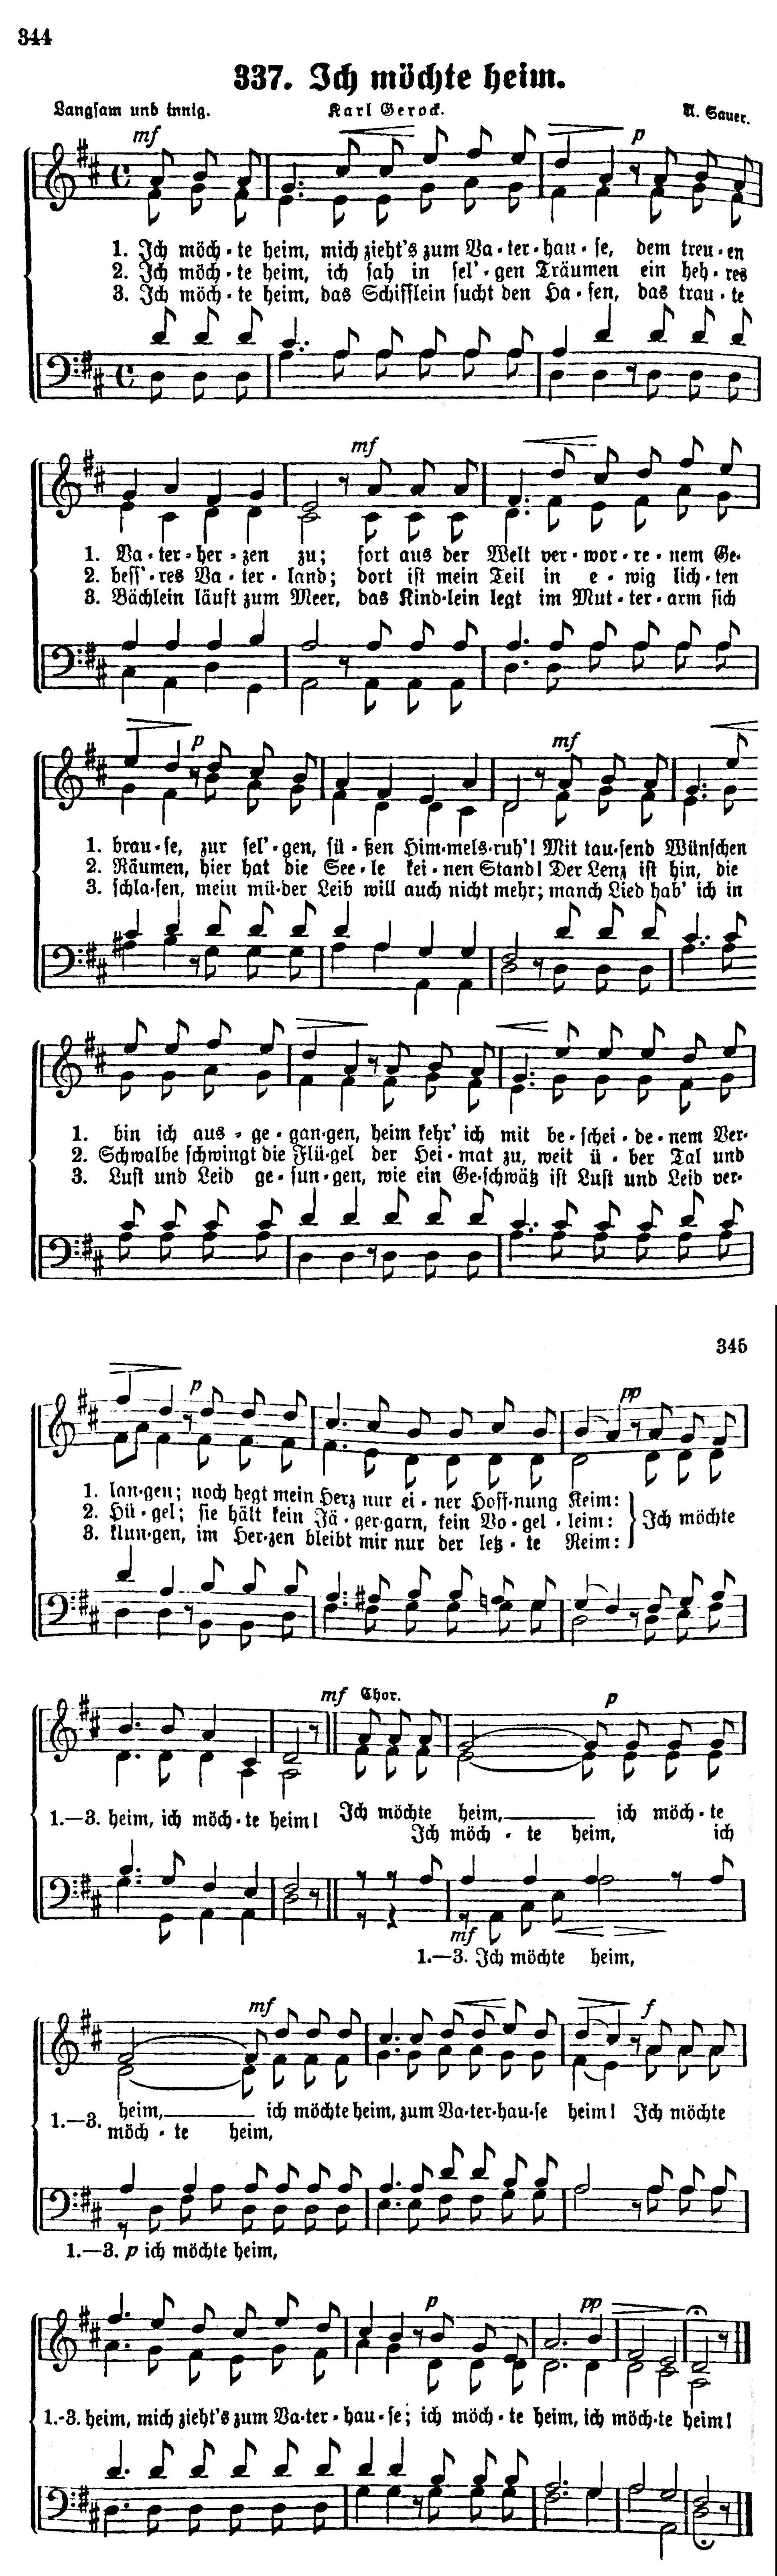 344
337. Ich möchte heim.
Langsam und innig. Karl Gerock. A. Sauer.
mf p
1. Ich möch-te heim, mich zieht's zum Va-ter-hau-se, dem treu-en
2. Ich möch-te heim, ich sah in sel'-gen Träumen ein heh-res
3. Ich möch-te heim, das Schifflein sucht den Ha-fen, das trau-te
mf
1. Va-ter-her-zen zu; fort aus der Welt ver-wor-re-nem Ge-
2. bess'-res Va-ter-land; dort ist mein Teil in e-wig lich-ten
3. Bächlein läuft zum Meer, das Kind-lein legt im Mut-ter-arm sich
p mf
1. brau-se, zur sel'-gen, sü-ßen Him-mels-ruh'! Mit tau-send Wünschen
2. Räumen, hier hat die See-le kei-nen Stand! Der Lenz ist hin, die
3. schla-fen, mein mü-der Leib will auch nicht mehr; manch Lied hab' ich in
1. bin ich aus-ge-gan-gen, heim kehr' ich mit be-schei-de-nem Ver-
2. Schwalbe schwingt die Flü-gel der Hei-mat zu, weit ü-ber Tal und
3. Lust und Leid ge-sun-gen, wie ein Ge-schwätz ist Lust und Leid ver-
345
p pp
1. lan-gen; noch hegt mein Herz nur ei-ner Hoff-nung Keim:
2. Hü-gel; sie hält kein Jä-ger-garn, kein Vo-gel-leim: Ich möchte
3. klun-gen, im Her-zen bleibt mir nur der letz-te Reim:
mf Chor. p
1.—3. heim, ich möch-te heim! Ich möchte heim, ich möch-te
Ich möch-te heim, ich
mf
1.—3. Ich möchte heim,
mf f
1.—3. heim, ich möchte heim, zum Va-ter-hau-se heim! Ich möchte
möch-te heim,
1.—3. p ich möchte heim,
p pp
1.-3. heim, mich zieht's zum Va-ter-hau-se; ich möch-te heim, ich möch-te heim!